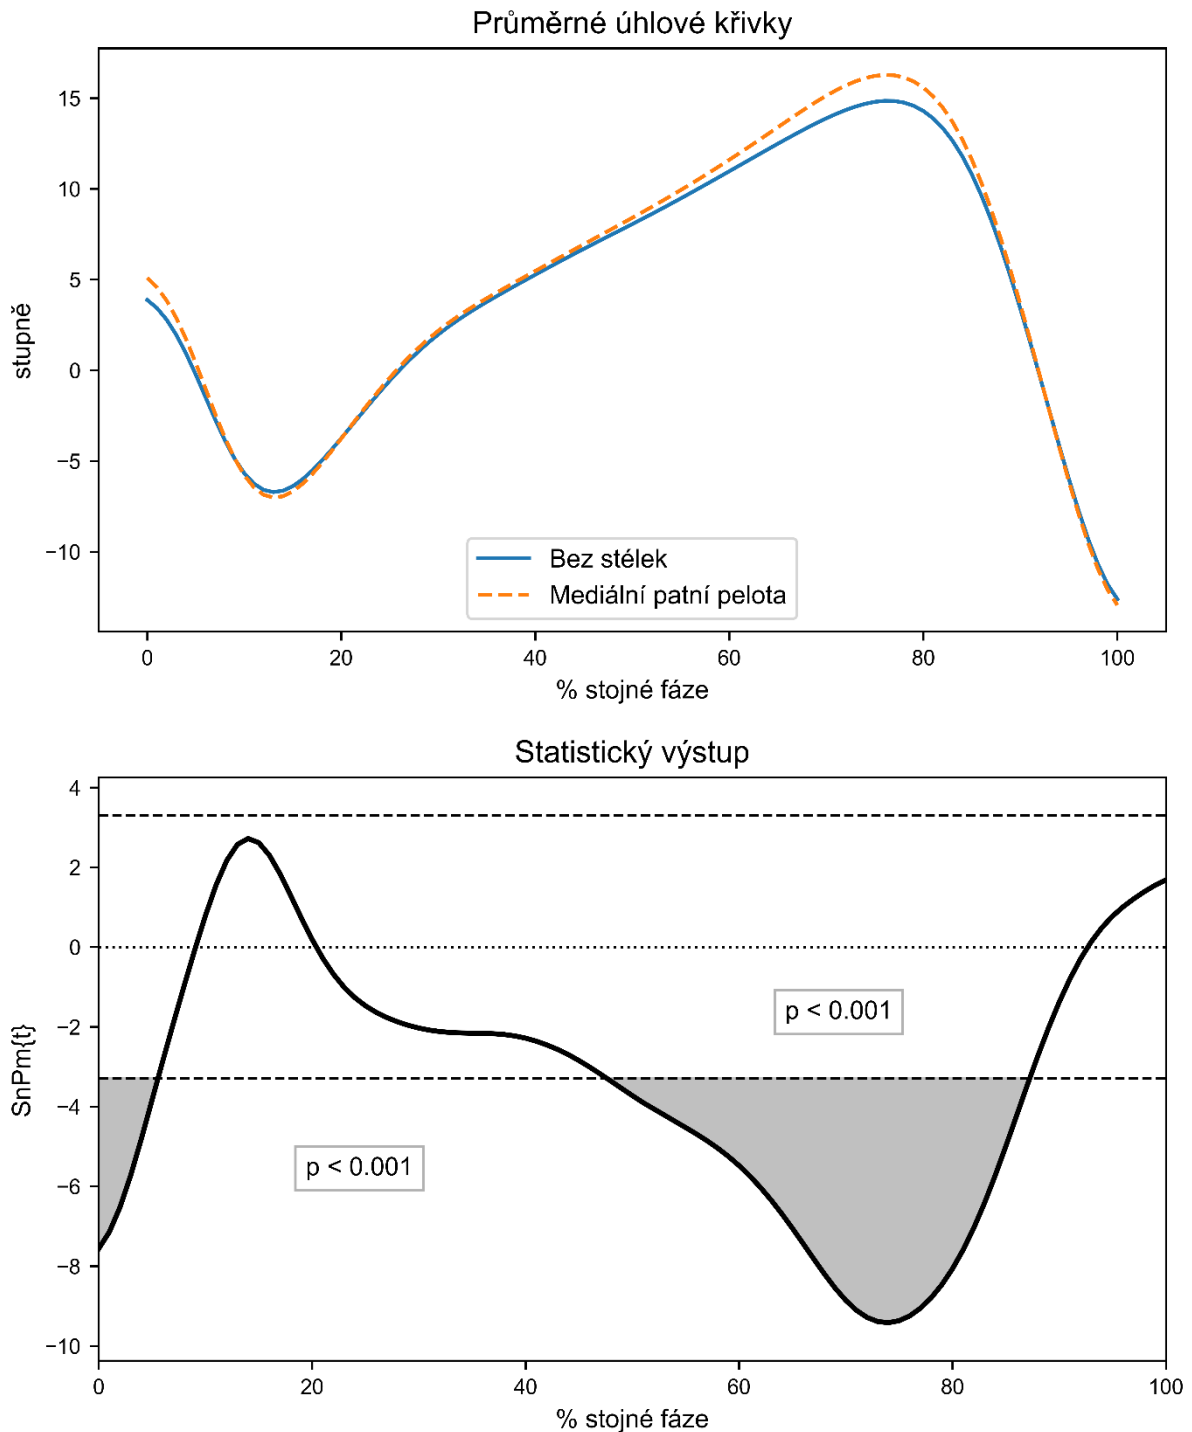 Průměrné úhlové křivky
15
10
5
0
−5
−10
stupně
Bez stélek
Mediální patní pelota
0 20 40 60 80 100
% stojné fáze
Statistický výstup
4
2
0
−2
−4
−6
−8
−10
SnPm{t}
p < 0.001
p < 0.001
0 20 40 60 80 100
% stojné fáze